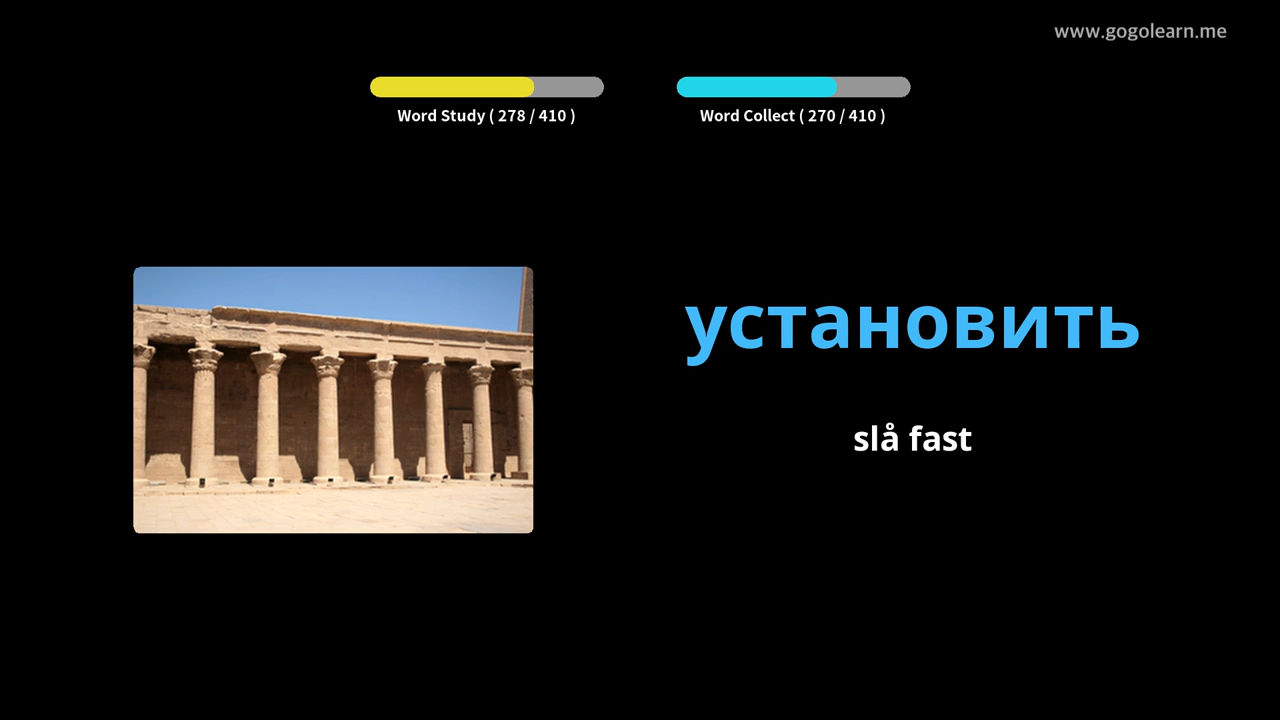 www.gogolearn.me
Word Study ( 278 / 410 )
Word Collect ( 270 / 410 )
установить
slå fast